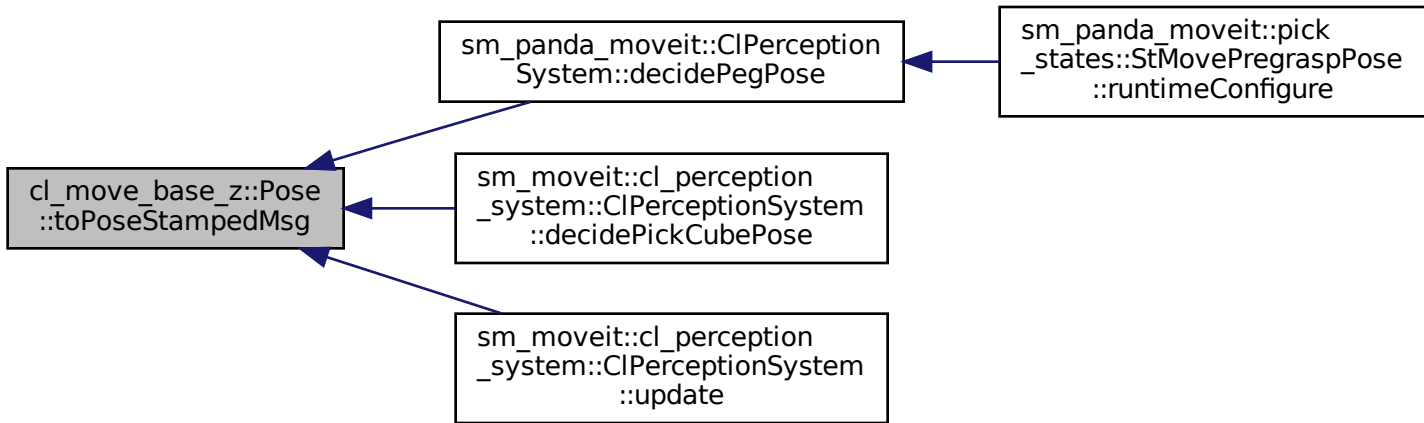 cl_move_base_z::Pose
::toPoseStampedMsg
sm_panda_moveit::ClPerception
System::decidePegPose
sm_panda_moveit::pick
_states::StMovePregraspPose
::runtimeConfigure
sm_moveit::cl_perception
_system::ClPerceptionSystem
::decidePickCubePose
sm_moveit::cl_perception
_system::ClPerceptionSystem
::update